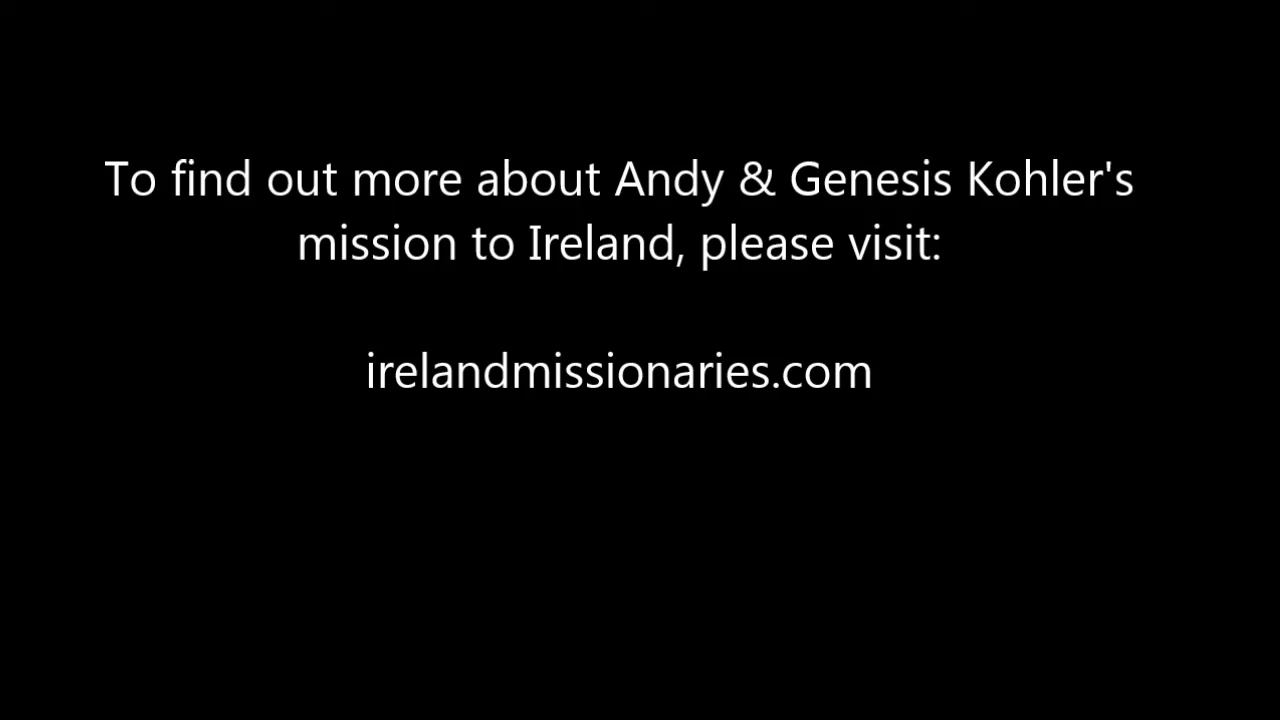 To find out more about Andy & Genesis Kohler's
mission to Ireland, please visit:
irelandmissionaries.com